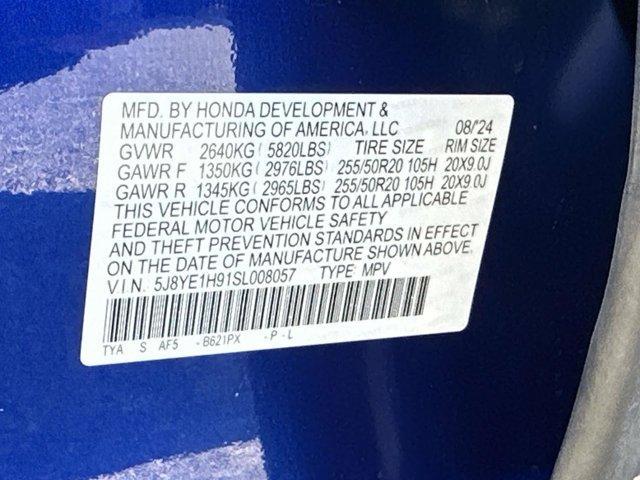 MFD. BY HONDA DEVELOPMENT &
MANUFACTURING OF AMERICA, LLC 08/'24
GVWR 2640KG ( 5820LBS) TIRE SIZE RIM SIZE
GAWR F 1350KG ( 2976LBS) 255/50R20 105H 20X9.0J
GAWR R 1345KG ( 2965LBS) 255/50R20 105H 20X9.0J
THIS VEHICLE CONFORMS TO ALL APPLICABLE
FEDERAL MOTOR VEHICLE SAFETY
AND THEFT PREVENTION STANDARDS IN EFFECT
ON THE DATE OF MANUFACTURE SHOWN ABOVE.
V I N : 5J8YE1H91SL008057 TYPE: MPV
TYA S AF5 - B621PX - P - L